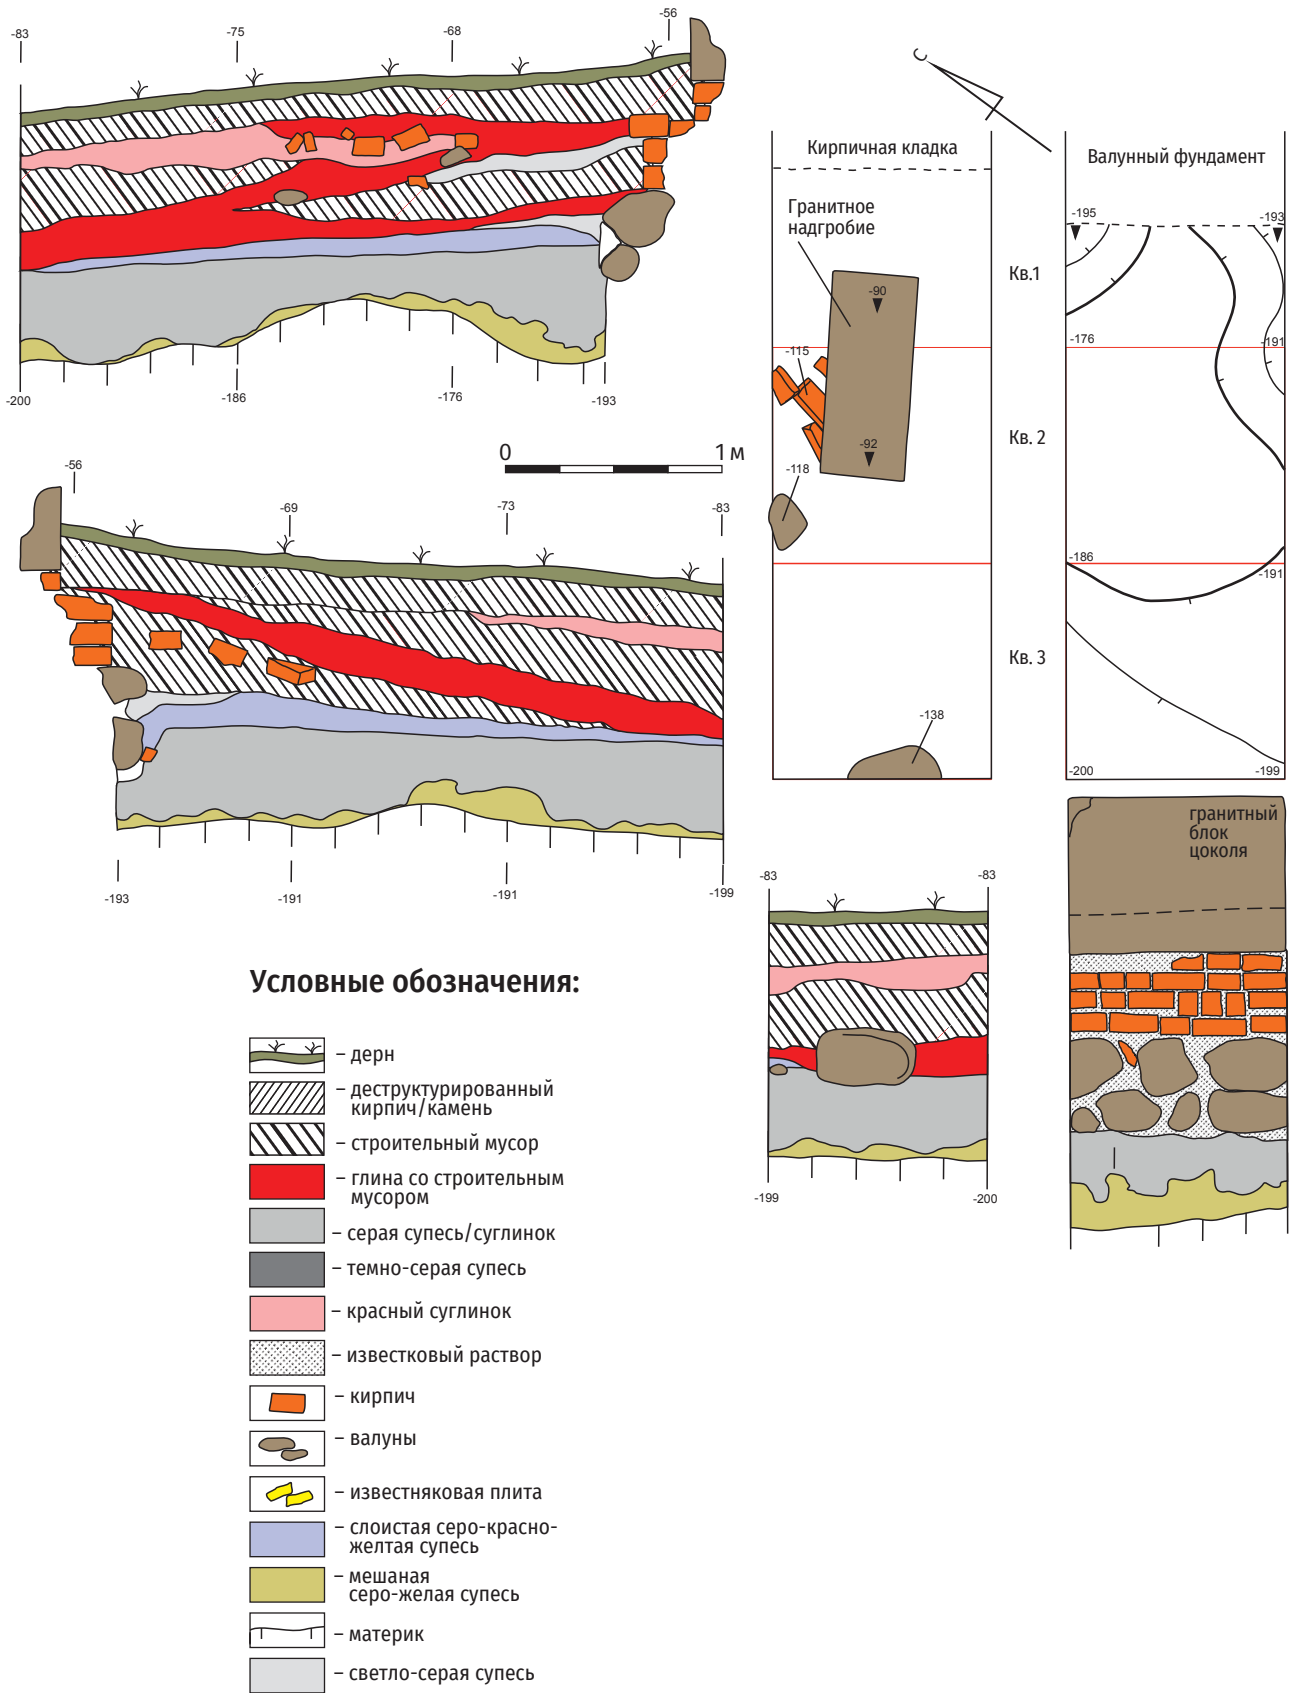 -83
-75
-68
-56
-200
-186
-176
-193
С
Кирпичная кладка
Гранитное
надгробие
-90
-115
-92
-118
-138
Кв.1
Кв. 2
Кв. 3
Валунный фундамент
-195
-193
-176
-191
-186
-191
-200
-199
0
1 м
-56
-69
-73
-83
-193
-191
-191
-199
-83
-83
-199
-200
гранитный
блок
цоколя
Условные обозначения:
– дерн
– деструктурированный
кирпич/камень
– строительный мусор
– глина со строительным
мусором
– серая супесь/суглинок
– темно-серая супесь
– красный суглинок
– известковый раствор
– кирпич
– валуны
– известняковая плита
– слоистая серо-красно-
желтая супесь
– мешаная
серо-желая супесь
– материк
– светло-серая супесь